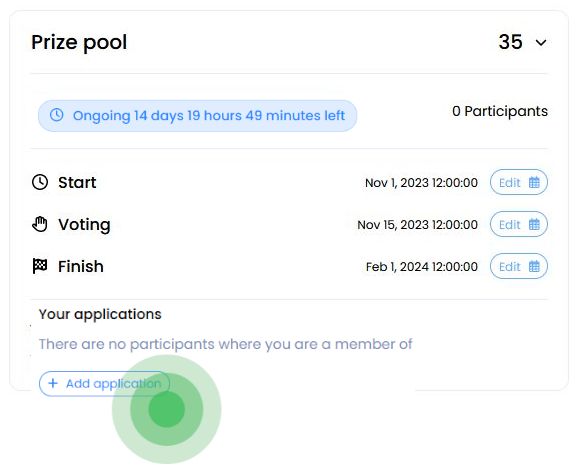 Prize pool 35
Ongoing 14 days 19 hours 49 minutes left 0 Participants
Start Nov 1, 2023 12:00:00 Edit
Voting Nov 15, 2023 12:00:00 Edit
Finish Feb 1, 2024 12:00:00 Edit
Your applications
There are no participants where you are a member of
+ Add application